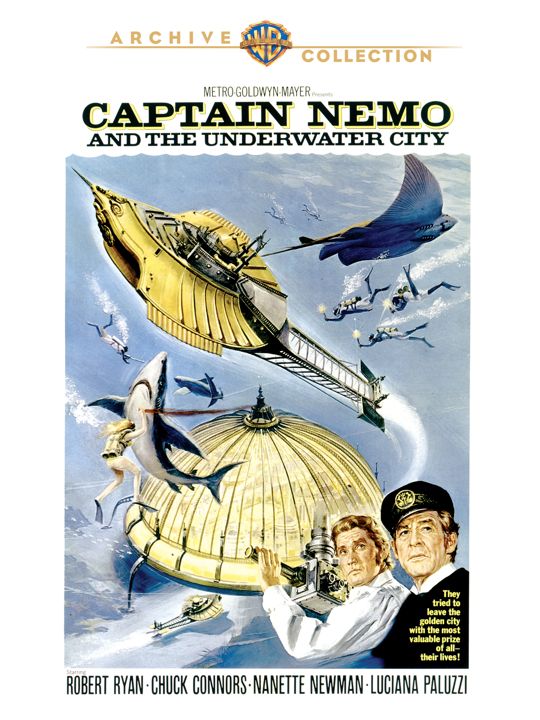 ARCHIVE
WB
COLLECTION
METRO-GOLDWYN-MAYER Presents
CAPTAIN NEMO
AND THE UNDERWATER CITY
They
tried to
leave the
golden city
with the most
valuable prize
of all—
their lives!
Starring
ROBERT RYAN · CHUCK CONNORS · NANETTE NEWMAN · LUCIANA PALUZZI